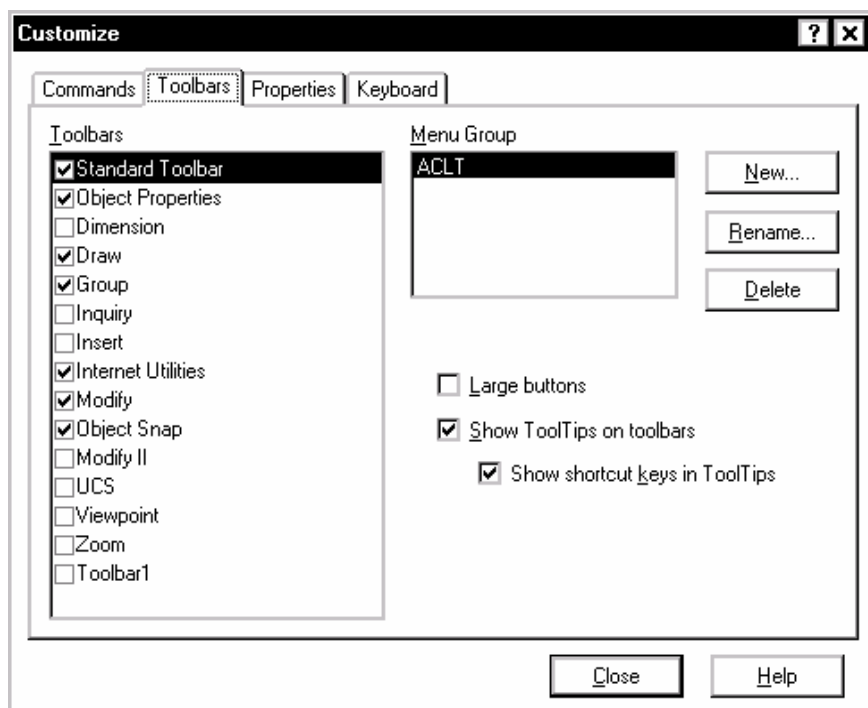 Customize
Commands Toolbars Properties Keyboard
Toolbars
Standard Toolbar
Object Properties
Dimension
Draw
Group
Inquiry
Insert
Internet Utilities
Modify
Object Snap
Modify II
UCS
Viewpoint
Zoom
Toolbar1
Menu Group
ACLT
New...
Rename...
Delete
Large buttons
Show ToolTips on toolbars
Show shortcut keys in ToolTips
Close Help